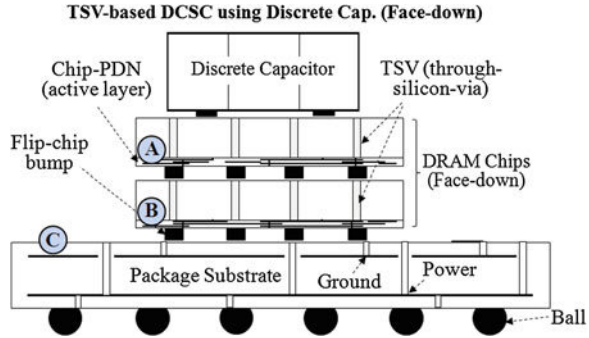 TSV-based DCSC using Discrete Cap. (Face-down)
Chip-PDN
(active layer)
Discrete Capacitor
TSV (through-
silicon-via)
Flip-chip
bump
A
DRAM Chips
(Face-down)
B
C
Package Substrate
Ground
Power
Ball